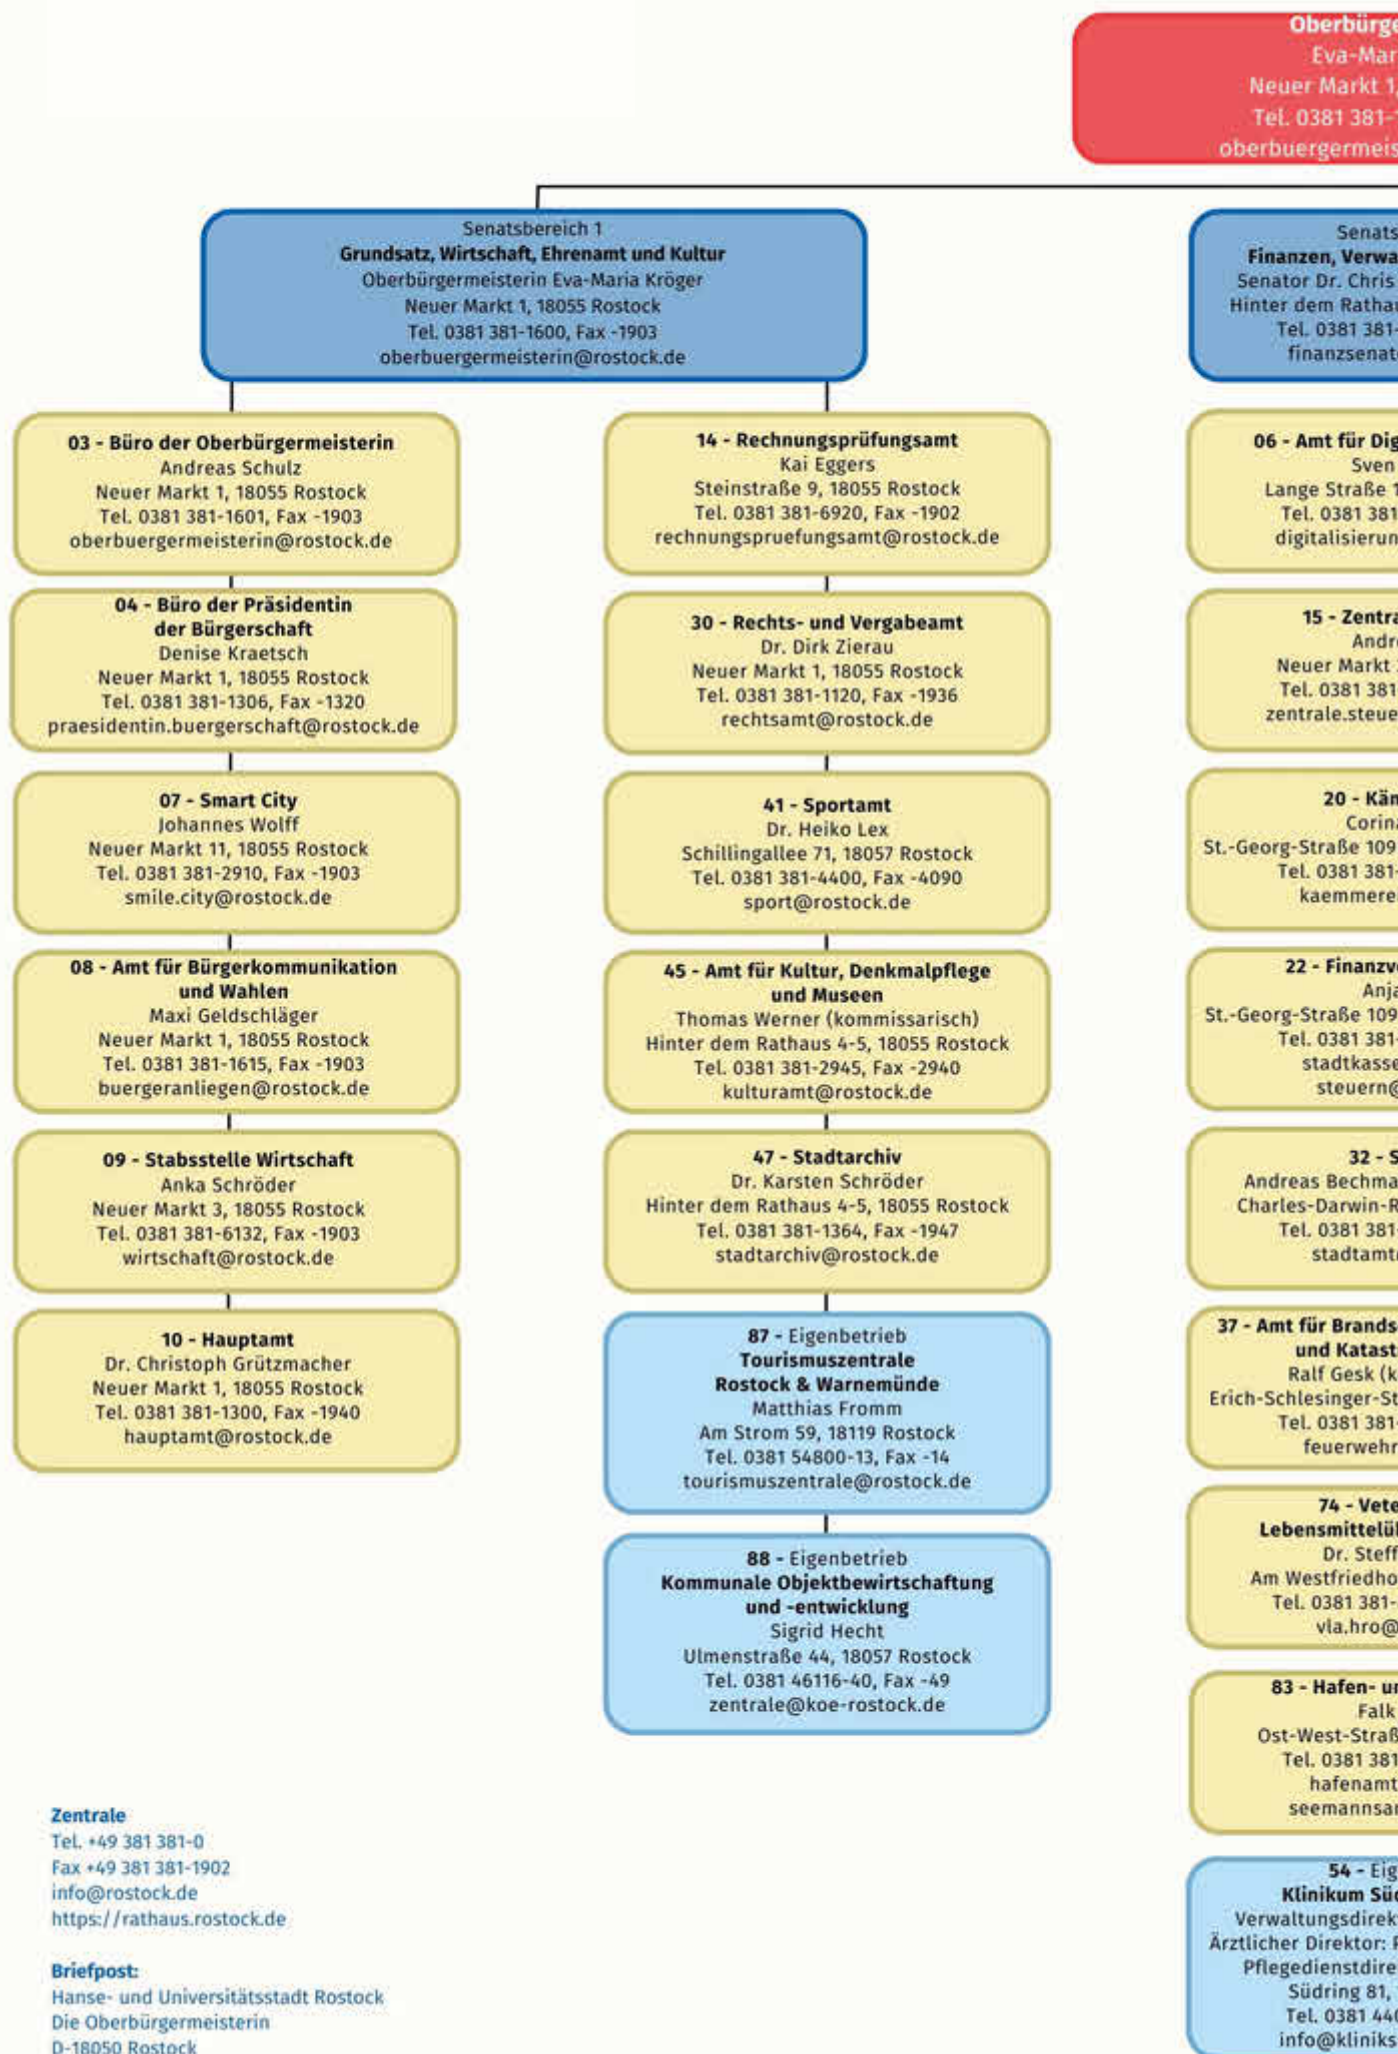 Oberbürge
Eva-Mar
Neuer Markt 1,
Tel. 0381 381-1
oberbuergermeis
Senatsbereich 1
Grundsatz, Wirtschaft, Ehrenamt und Kultur
Oberbürgermeisterin Eva-Maria Kröger
Neuer Markt 1, 18055 Rostock
Tel. 0381 381-1600, Fax -1903
oberbuergermeisterin@rostock.de
03 - Büro der Oberbürgermeisterin
Andreas Schulz
Neuer Markt 1, 18055 Rostock
Tel. 0381 381-1601, Fax -1903
oberbuergermeisterin@rostock.de
04 - Büro der Präsidentin
der Bürgerschaft
Denise Kraetsch
Neuer Markt 1, 18055 Rostock
Tel. 0381 381-1306, Fax -1320
praesidentin.buergerschaft@rostock.de
07 - Smart City
Johannes Wolff
Neuer Markt 11, 18055 Rostock
Tel. 0381 381-2910, Fax -1903
smile.city@rostock.de
08 - Amt für Bürgerkommunikation
und Wahlen
Maxi Geldschläger
Neuer Markt 1, 18055 Rostock
Tel. 0381 381-1615, Fax -1903
buergeranliegen@rostock.de
09 - Stabsstelle Wirtschaft
Anka Schröder
Neuer Markt 3, 18055 Rostock
Tel. 0381 381-6132, Fax -1903
wirtschaft@rostock.de
10 - Hauptamt
Dr. Christoph Grützmacher
Neuer Markt 1, 18055 Rostock
Tel. 0381 381-1300, Fax -1940
hauptamt@rostock.de
14 - Rechnungsprüfungsamt
Kai Eggers
Steinstraße 9, 18055 Rostock
Tel. 0381 381-6920, Fax -1902
rechnungspruefungsamt@rostock.de
30 - Rechts- und Vergabeamt
Dr. Dirk Zierau
Neuer Markt 1, 18055 Rostock
Tel. 0381 381-1120, Fax -1936
rechtsamt@rostock.de
41 - Sportamt
Dr. Heiko Lex
Schillingallee 71, 18057 Rostock
Tel. 0381 381-4400, Fax -4090
sport@rostock.de
45 - Amt für Kultur, Denkmalpflege
und Museen
Thomas Werner (kommissarisch)
Hinter dem Rathaus 4-5, 18055 Rostock
Tel. 0381 381-2945, Fax -2940
kulturamt@rostock.de
47 - Stadtarchiv
Dr. Karsten Schröder
Hinter dem Rathaus 4-5, 18055 Rostock
Tel. 0381 381-1364, Fax -1947
stadtarchiv@rostock.de
87 - Eigenbetrieb
Tourismuszentrale
Rostock & Warnemünde
Matthias Fromm
Am Strom 59, 18119 Rostock
Tel. 0381 54800-13, Fax -14
tourismuszentrale@rostock.de
88 - Eigenbetrieb
Kommunale Objektbewirtschaftung
und -entwicklung
Sigrid Hecht
Ulmenstraße 44, 18057 Rostock
Tel. 0381 46116-40, Fax -49
zentrale@koe-rostock.de
Senats
Finanzen, Verwa
Senator Dr. Chris
Hinter dem Rathau
Tel. 0381 381-
finanzsenat
06 - Amt für Dig
Sven
Lange Straße 1
Tel. 0381 381
digitalisierun
15 - Zentra
Andre
Neuer Markt
Tel. 0381 381
zentrale.steue
20 - Käm
Corina
St.-Georg-Straße 109
Tel. 0381 381-
kaemmere
22 - Finanzv
Anja
St.-Georg-Straße 109
Tel. 0381 381-
stadtkasse
steuern@
32 - S
Andreas Bechma
Charles-Darwin-R
Tel. 0381 381-
stadtamt
37 - Amt für Brands
und Katast
Ralf Gesk (k
Erich-Schlesinger-St
Tel. 0381 381-
feuerwehr
74 - Vete
Lebensmittelü
Dr. Steff
Am Westfriedho
Tel. 0381 381-
vla.hro@
83 - Hafen- u
Falk
Ost-West-Straß
Tel. 0381 381
hafenamt
seemannsa
54 - Eig
Klinikum Süd
Verwaltungsdirek
Ärztlicher Direktor: P
Pflegedienstdire
Südring 81,
Tel. 0381 440
info@kliniks
Zentrale
Tel. +49 381 381-0
Fax +49 381 381-1902
info@rostock.de
https://rathaus.rostock.de
Briefpost:
Hanse- und Universitätsstadt Rostock
Die Oberbürgermeisterin
D-18050 Rostock